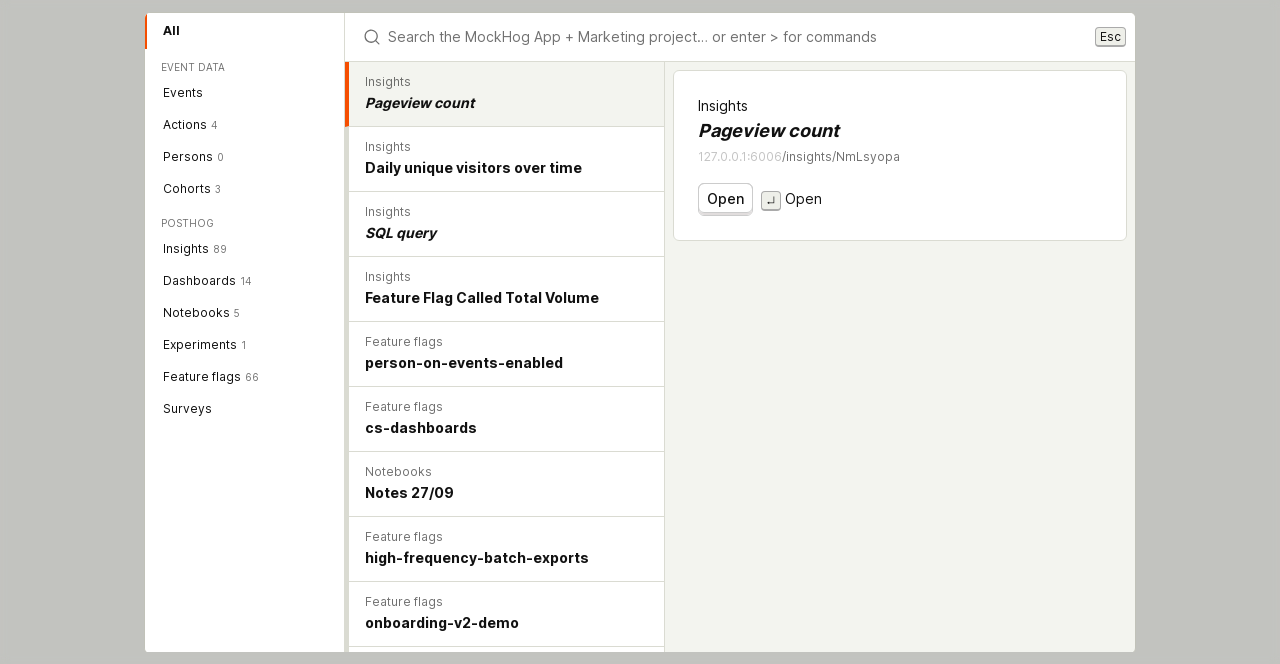 All
EVENT DATA
Events
Actions 4
Persons 0
Cohorts 3
POSTHOG
Insights 89
Dashboards 14
Notebooks 5
Experiments 1
Feature flags 66
Surveys
Search the MockHog App + Marketing project… or enter > for commands
Esc
Insights
Pageview count
Insights
Daily unique visitors over time
Insights
SQL query
Insights
Feature Flag Called Total Volume
Feature flags
person-on-events-enabled
Feature flags
cs-dashboards
Notebooks
Notes 27/09
Feature flags
high-frequency-batch-exports
Feature flags
onboarding-v2-demo
Insights
Pageview count
127.0.0.1:6006/insights/NmLsyopa
Open
↵ Open